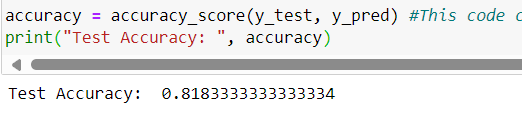 accuracy = accuracy_score(y_test, y_pred) #This code
print("Test Accuracy: ", accuracy)
Test Accuracy:  0.8183333333333334